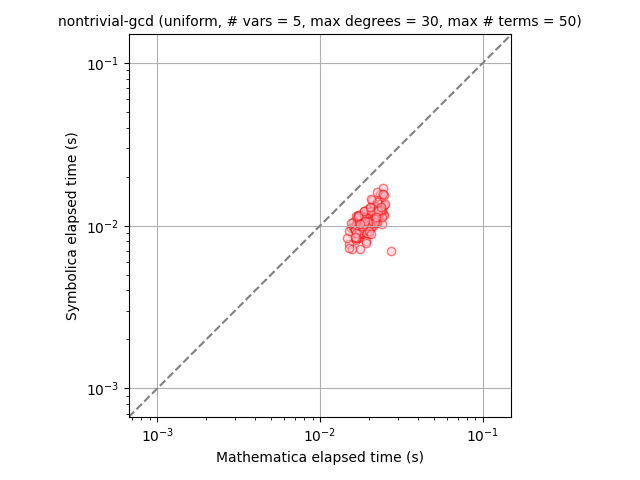 nontrivial-gcd (uniform, # vars = 5, max degrees = 30, max # terms = 50)
10⁻¹
10⁻²
10⁻³
Symbolica elapsed time (s)
10⁻³
10⁻²
10⁻¹
Mathematica elapsed time (s)